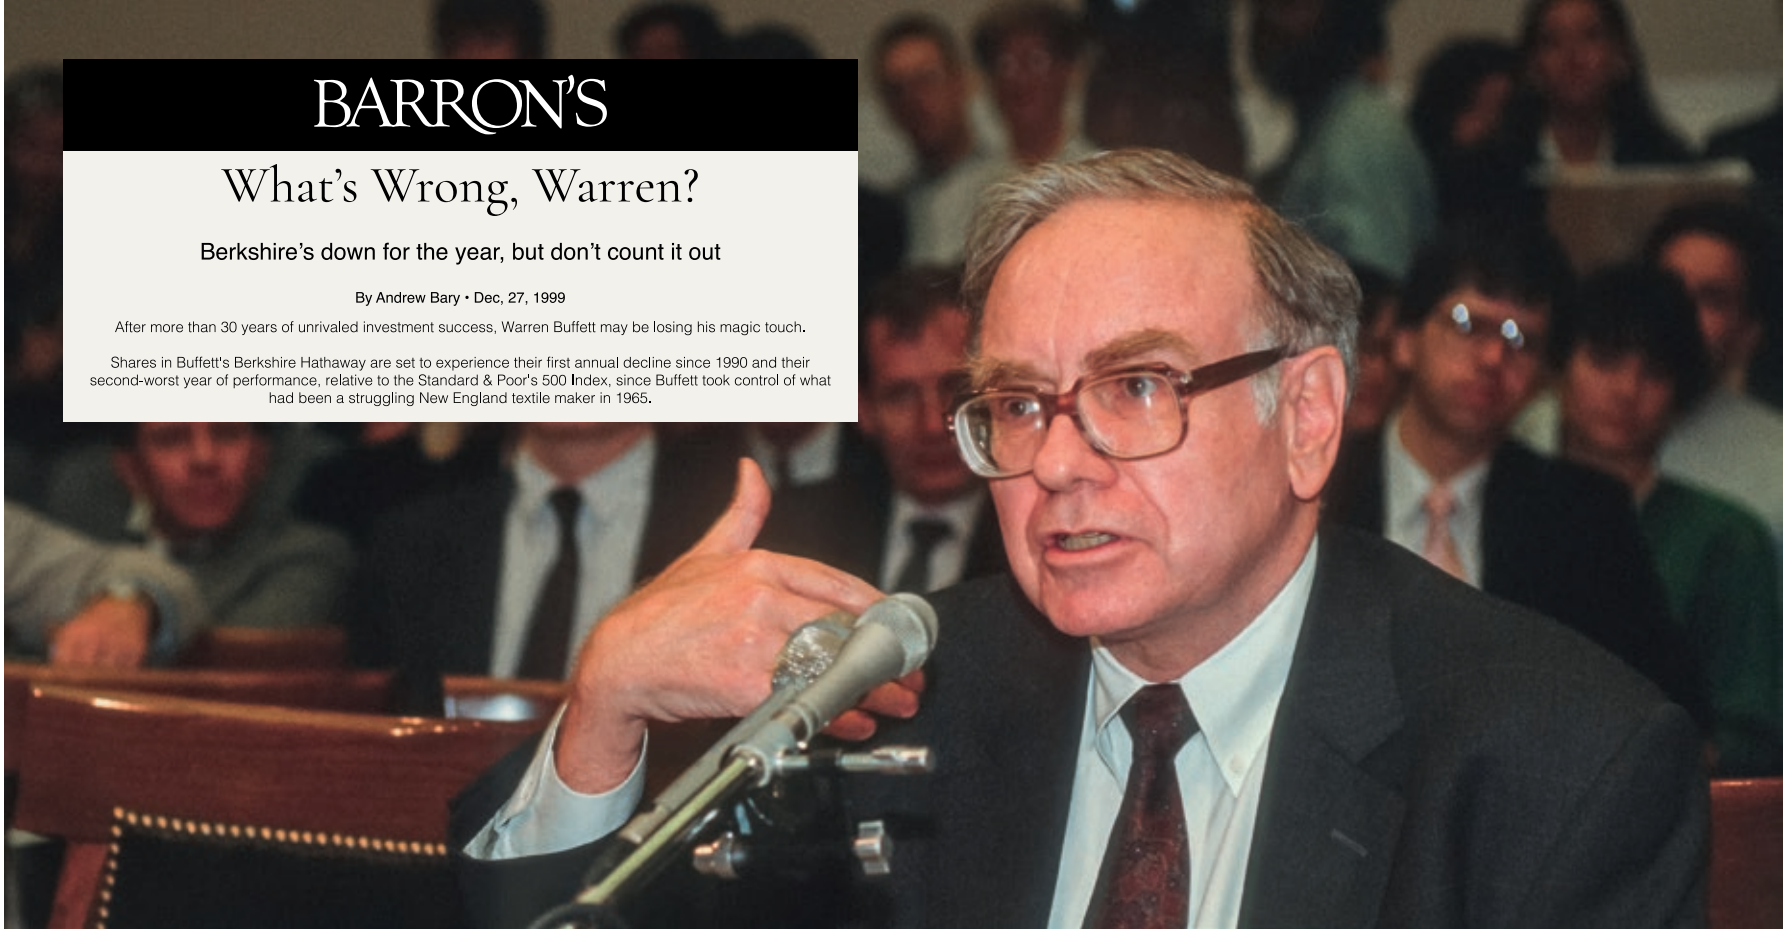 BARRON'S
What's Wrong, Warren?
Berkshire's down for the year, but don't count it out
By Andrew Bary • Dec, 27, 1999
After more than 30 years of unrivaled investment success, Warren Buffett may be losing his magic touch.
Shares in Buffett's Berkshire Hathaway are set to experience their first annual decline since 1990 and their
second-worst year of performance, relative to the Standard & Poor's 500 Index, since Buffett took control of what
had been a struggling New England textile maker in 1965.